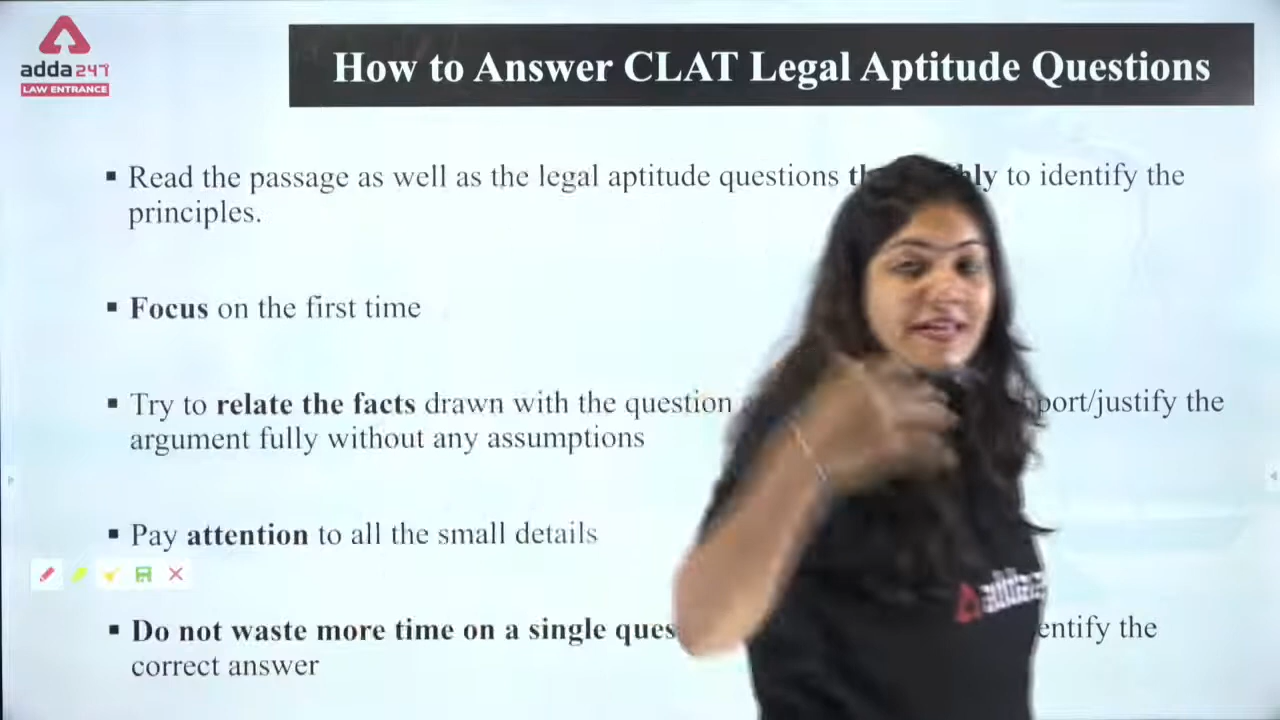 adda247
LAW ENTRANCE
How to Answer CLAT Legal Aptitude Questions
Read the passage as well as the legal aptitude questions to identify the
principles.
Focus on the first time
Try to relate the facts drawn with the question the
argument fully without any assumptions
Pay attention to all the small details
Do not waste more time on a single the
correct answer